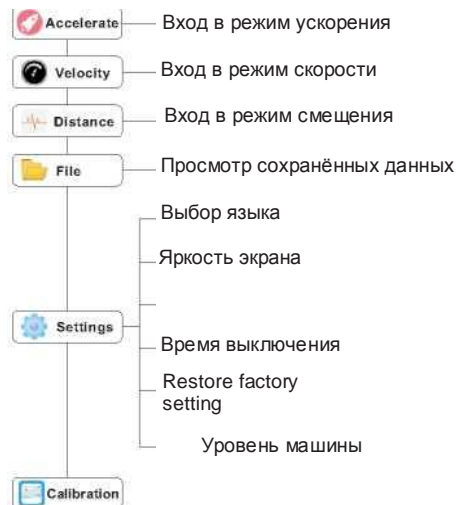 Accelerate Вход в режим ускорения
Velocity Вход в режим скорости
Distance Вход в режим смещения
File Просмотр сохранённых данных
Выбор языка
Яркость экрана
Settings
Время выключения
Restore factory
setting
Уровень машины
Calibration